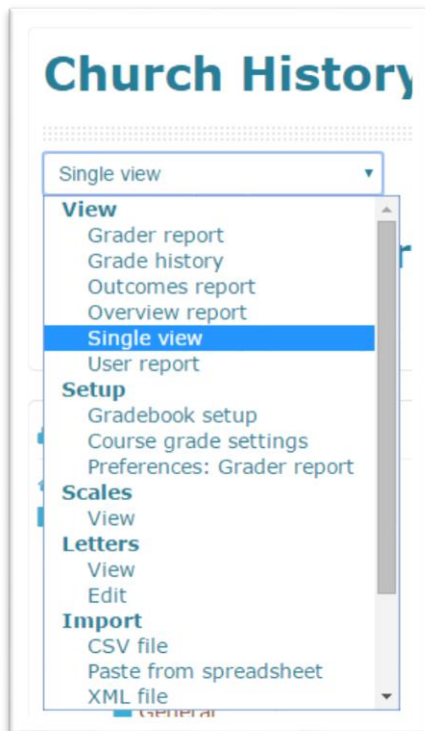 Church History
Single view
View
Grader report
Grade history
Outcomes report
Overview report
Single view
User report
Setup
Gradebook setup
Course grade settings
Preferences: Grader report
Scales
View
Letters
View
Edit
Import
CSV file
Paste from spreadsheet
XML file
General